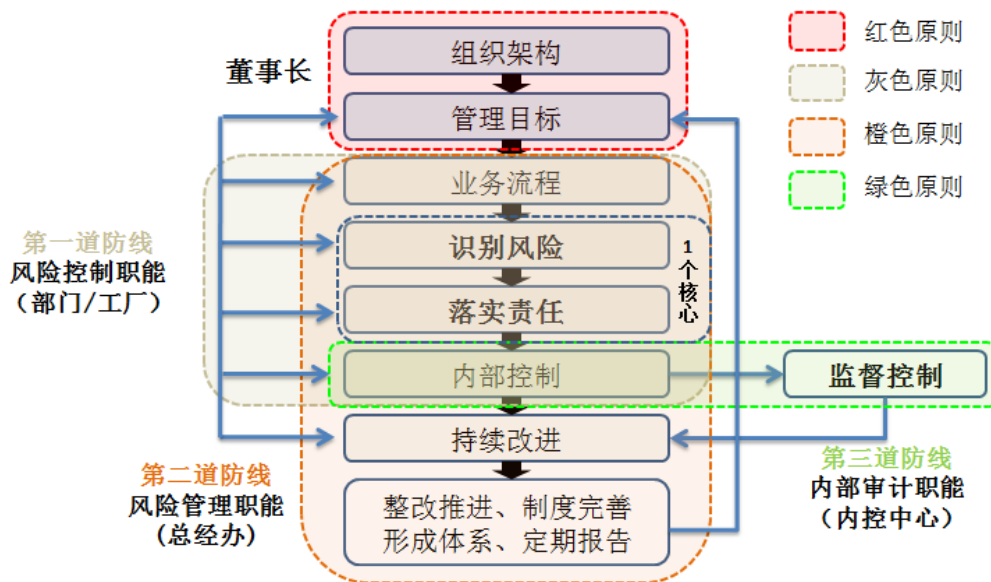 组织架构
红色原则
董事长
灰色原则
管理目标
橙色原则
业务流程
绿色原则
第一道防线
风险控制职能
（部门/工厂）
识别风险
1个核心
落实责任
内部控制
监督控制
持续改进
第二道防线
风险管理职能
(总经办)
第三道防线
内部审计职能
（内控中心）
整改推进、制度完善
形成体系、定期报告